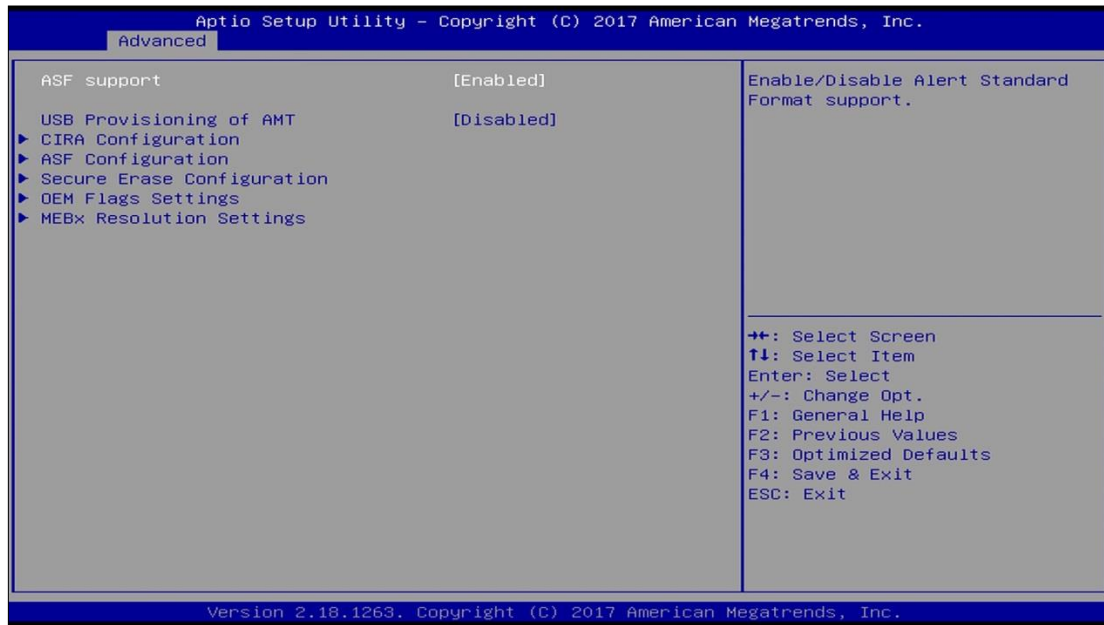 Aptio Setup Utility – Copyright (C) 2017 American Megatrends, Inc.
Advanced
ASF support [Enabled]
USB Provisioning of AMT [Disabled]
► CIRA Configuration
► ASF Configuration
► Secure Erase Configuration
► OEM Flags Settings
► MEBx Resolution Settings
Enable/Disable Alert Standard
Format support.
→←: Select Screen
↑↓: Select Item
Enter: Select
+/-: Change Opt.
F1: General Help
F2: Previous Values
F3: Optimized Defaults
F4: Save & Exit
ESC: Exit
Version 2.18.1263. Copyright (C) 2017 American Megatrends, Inc.